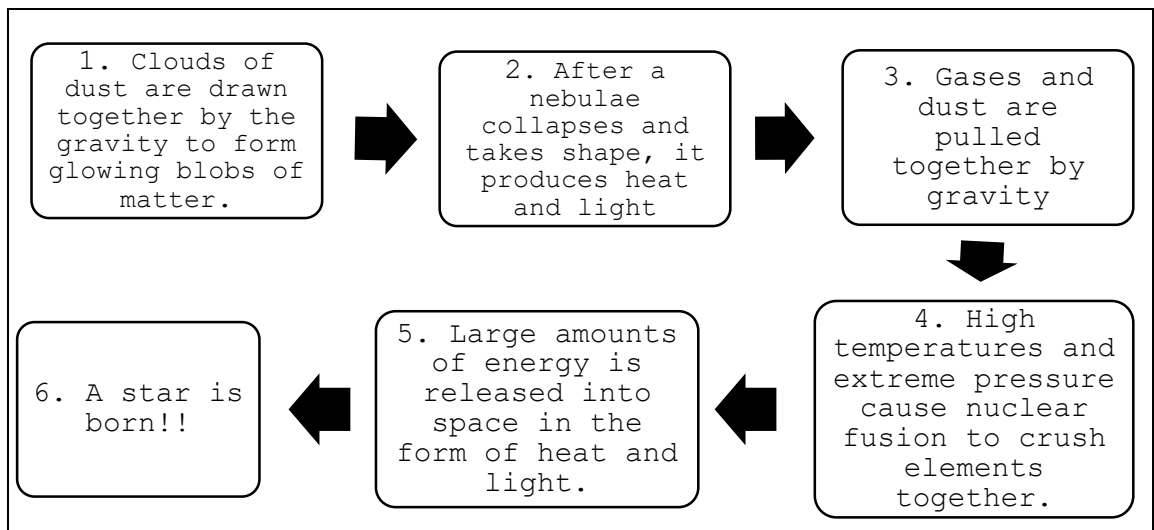 1. Clouds of
dust are drawn
together by the
gravity to form
glowing blobs of
matter.
2. After a
nebulae
collapses and
takes shape, it
produces heat
and light
3. Gases and
dust are
pulled
together by
gravity
4. High
temperatures and
extreme pressure
cause nuclear
fusion to crush
elements
together.
5. Large amounts
of energy is
released into
space in the
form of heat and
light.
6. A star is
born!!